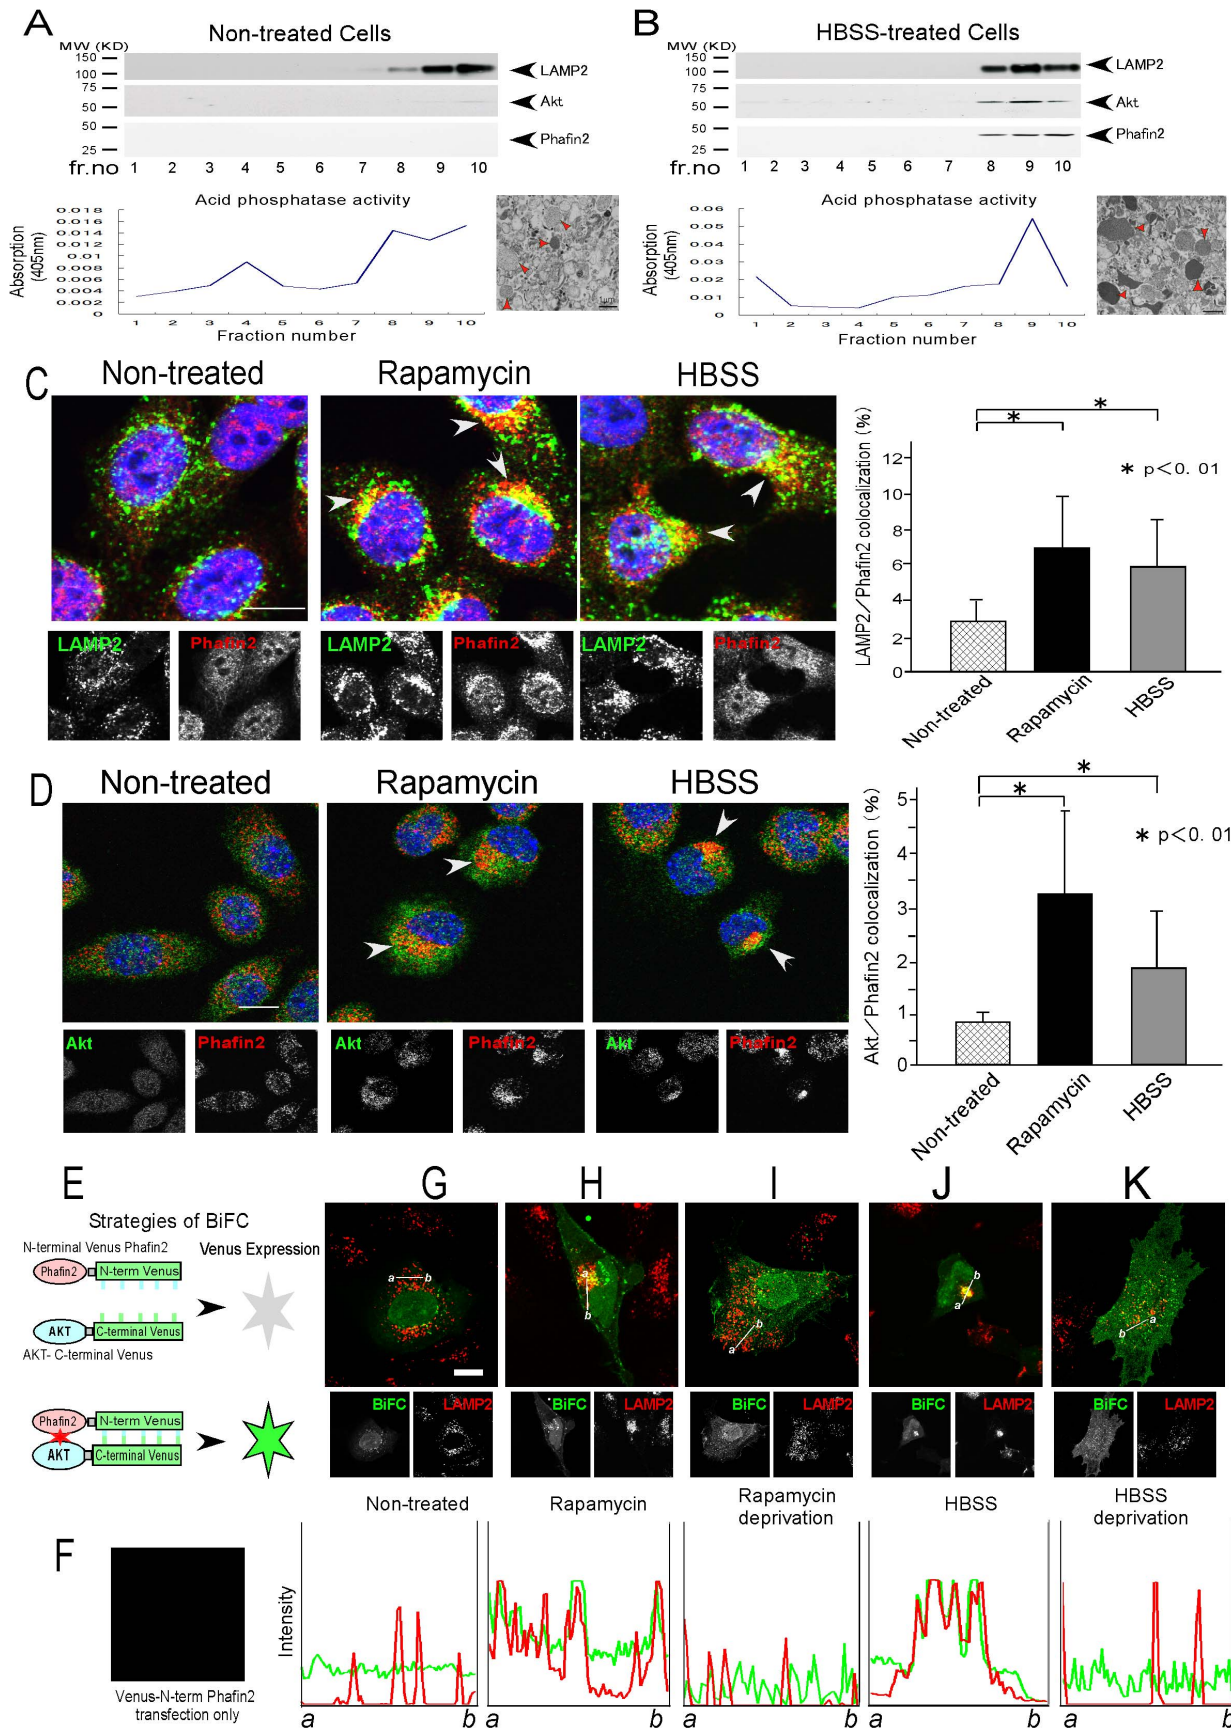 A
Non-treated Cells
MW (KD)
150
100
75
50
50
25
LAMP2
Akt
Phafin2
fr.no 1 2 3 4 5 6 7 8 9 10
Acid phosphatase activity
0.018
0.016
0.014
0.012
0.01
0.008
0.006
0.004
0.002
0
Absorption
(405nm)
1 2 3 4 5 6 7 8 9 10
Fraction number
1µm
B
HBSS-treated Cells
MW (KD)
150
100
75
50
50
25
LAMP2
Akt
Phafin2
fr.no 1 2 3 4 5 6 7 8 9 10
Acid phosphatase activity
0.06
0.05
0.04
0.03
0.02
0.01
0
Absorption
(405nm)
1 2 3 4 5 6 7 8 9 10
Fraction number
C
Non-treated Rapamycin HBSS
LAMP2 Phafin2 LAMP2 Phafin2 LAMP2 Phafin2
LAMP2/Phafin2 colocalization (%)
12
10
8
6
4
2
0
* *
* p<0.01
Non-treated Rapamycin HBSS
D
Non-treated Rapamycin HBSS
Akt Phafin2 Akt Phafin2 Akt Phafin2
Akt/Phafin2 colocalization (%)
5
4
3
2
1
0
* *
* p<0.01
Non-treated Rapamycin HBSS
E
Strategies of BiFC
N-terminal Venus Phafin2
Venus Expression
Phafin2 N-term Venus
AKT C-terminal Venus
AKT- C-terminal Venus
Phafin2 N-term Venus
AKT C-terminal Venus
G H I J K
a b
a b
a b
a b
b a
BiFC LAMP2 BiFC LAMP2 BiFC LAMP2 BiFC LAMP2 BiFC LAMP2
F
Venus-N-term Phafin2
transfection only
Non-treated
Rapamycin
Rapamycin
deprivation
HBSS
HBSS
deprivation
Intensity
a b a b a b a b a b